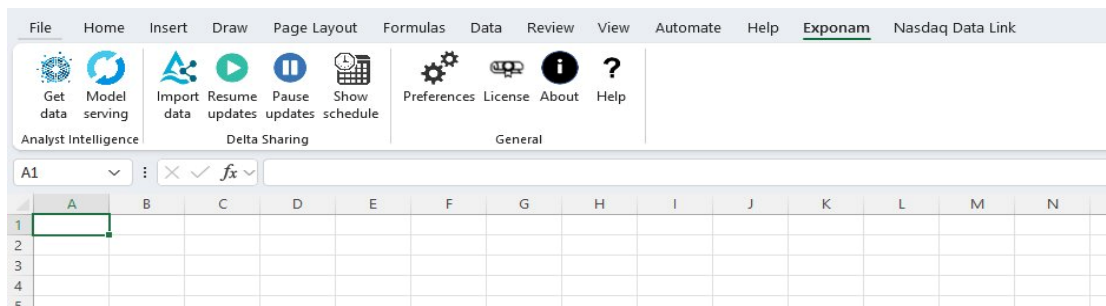 File Home Insert Draw Page Layout Formulas Data Review View Automate Help Exponam Nasdaq Data Link
Get data Model serving Import data Resume updates Pause updates Show schedule Preferences License About Help
Analyst Intelligence Delta Sharing General
A1 fx
A B C D E F G H I J K L M N
1
2
3
4
5